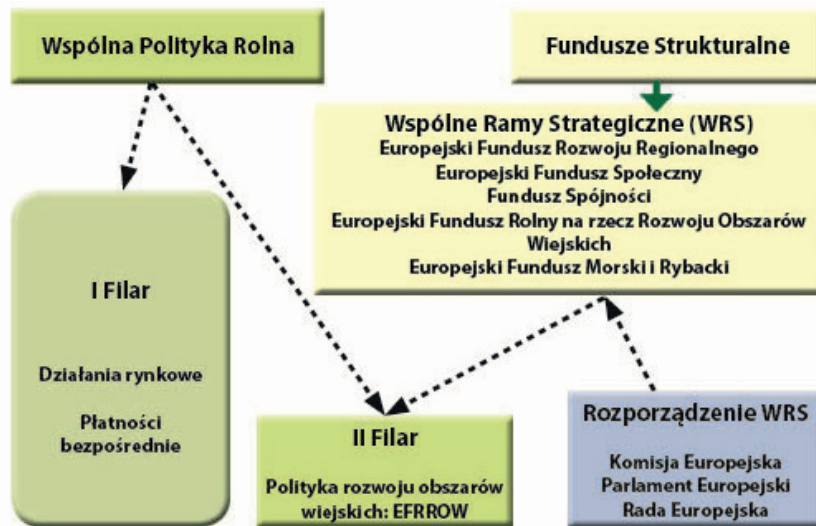 Wspólna Polityka Rolna
Fundusze Strukturalne
Wspólne Ramy Strategiczne (WRS)
Europejski Fundusz Rozwoju Regionalnego
Europejski Fundusz Społeczny
Fundusz Spójności
Europejski Fundusz Rolny na rzecz Rozwoju Obszarów
Wiejskich
Europejski Fundusz Morski i Rybacki
I Filar
Działania rynkowe
Płatności
bezpośrednie
II Filar
Polityka rozwoju obszarów
wiejskich: EFRROW
Rozporządzenie WRS
Komisja Europejska
Parlament Europejski
Rada Europejska